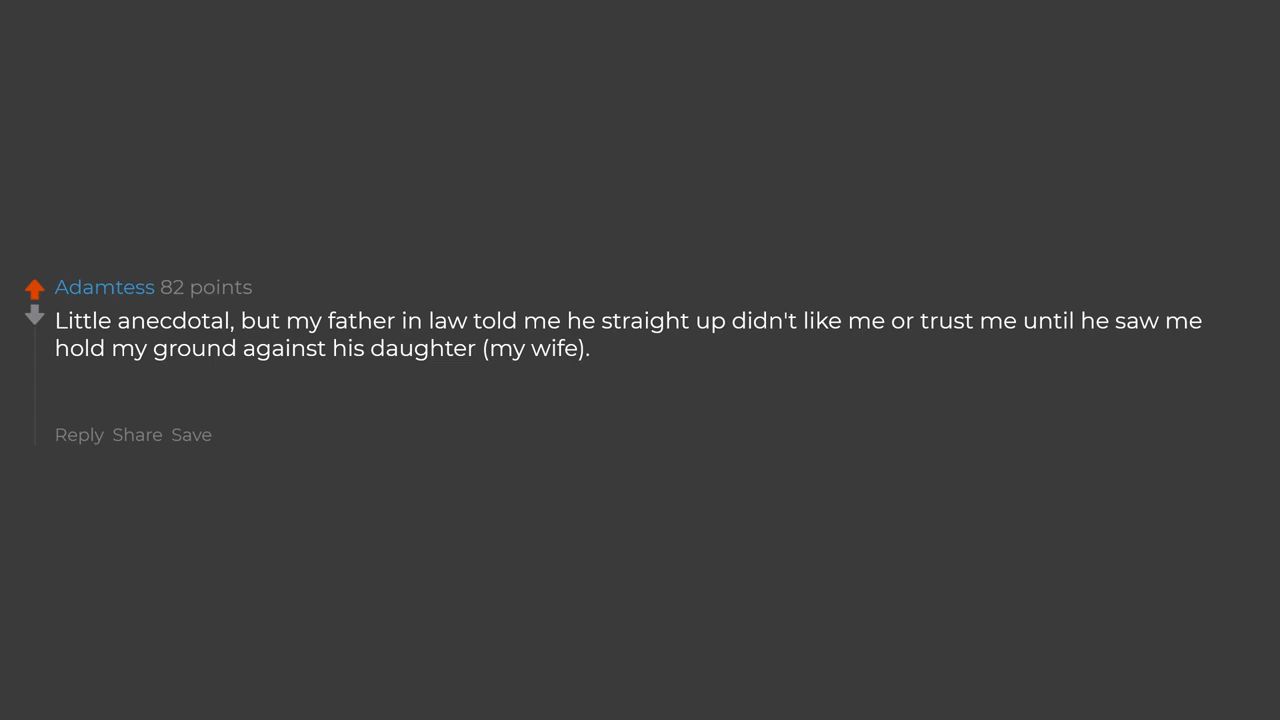 Adamtess 82 points
Little anecdotal, but my father in law told me he straight up didn't like me or trust me until he saw me
hold my ground against his daughter (my wife).
Reply Share Save